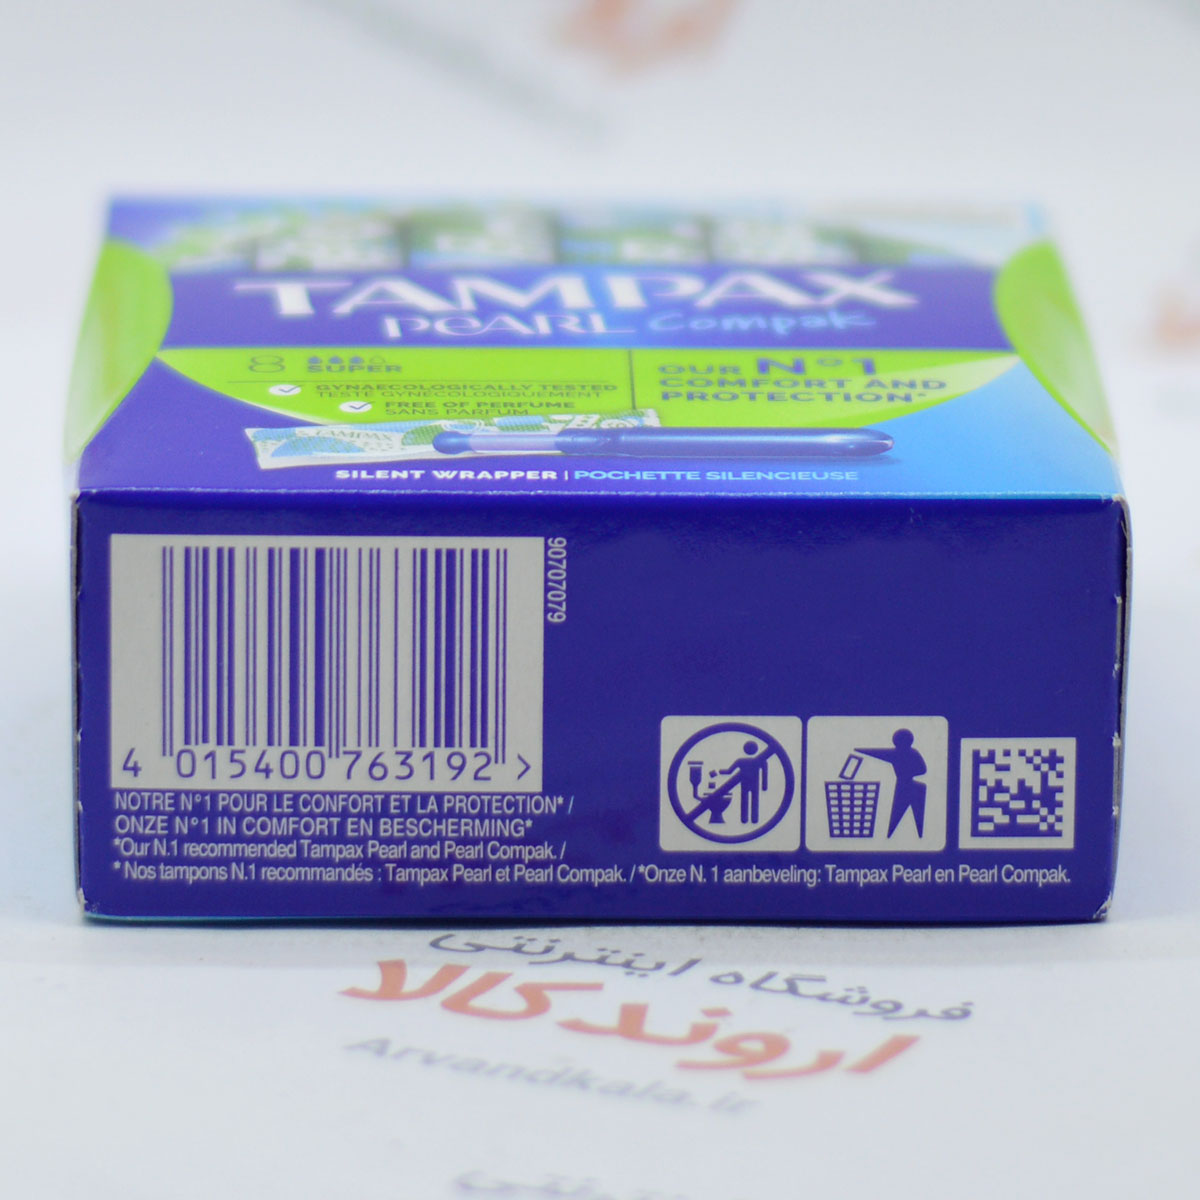 TAMPAX
PEARL Compak
8 SUPER
GYNAECOLOGICALLY TESTED
TESTÉ GYNÉCOLOGIQUEMENT
FREE OF PERFUME
SANS PARFUM
OUR N°1
COMFORT AND
PROTECTION*
TAMPAX
SILENT WRAPPER | POCHETTE SILENCIEUSE
90707079
4 015400 763192 >
NOTRE N°1 POUR LE CONFORT ET LA PROTECTION* /
ONZE N°1 IN COMFORT EN BESCHERMING*
*Our N.1 recommended Tampax Pearl and Pearl Compak. /
* Nos tampons N.1 recommandés : Tampax Pearl et Pearl Compak. / *Onze N. 1 aanbeveling: Tampax Pearl en Pearl Compak.
فروشگاه اینترنتی
اروند کالا
Arvandkala.ir